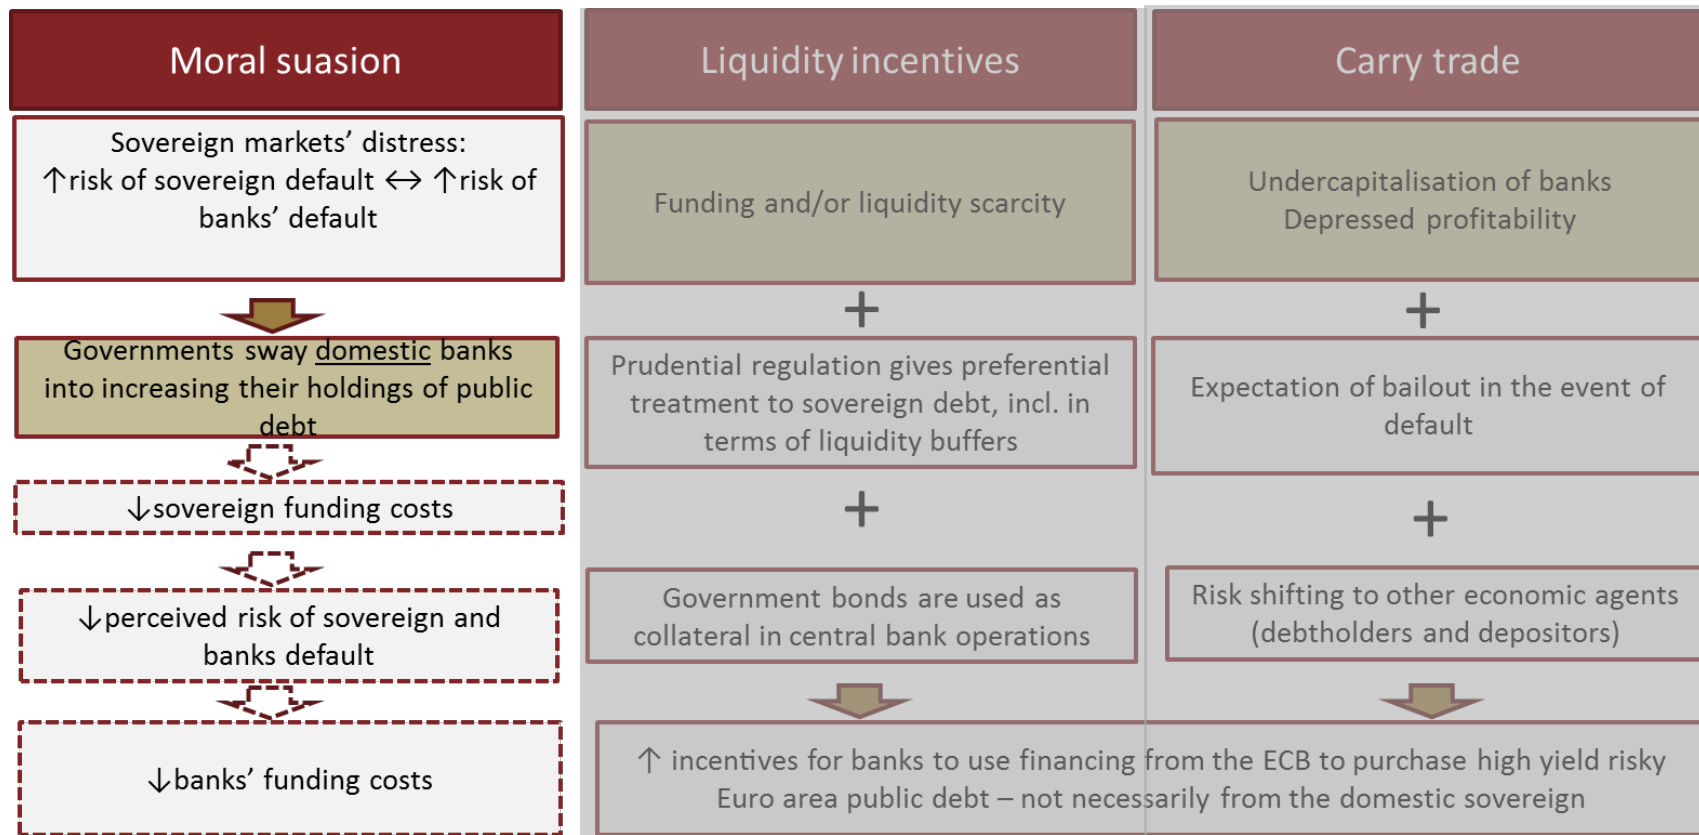 Moral suasion
Sovereign markets’ distress:
↑risk of sovereign default ↔ ↑risk of
banks’ default
Governments sway domestic banks
into increasing their holdings of public
debt
↓sovereign funding costs
↓perceived risk of sovereign and
banks default
↓banks’ funding costs
Liquidity incentives
Funding and/or liquidity scarcity
+
Prudential regulation gives preferential
treatment to sovereign debt, incl. in
terms of liquidity buffers
+
Government bonds are used as
collateral in central bank operations
Carry trade
Undercapitalisation of banks
Depressed profitability
+
Expectation of bailout in the event of
default
+
Risk shifting to other economic agents
(debtholders and depositors)
↑ incentives for banks to use financing from the ECB to purchase high yield risky
Euro area public debt – not necessarily from the domestic sovereign